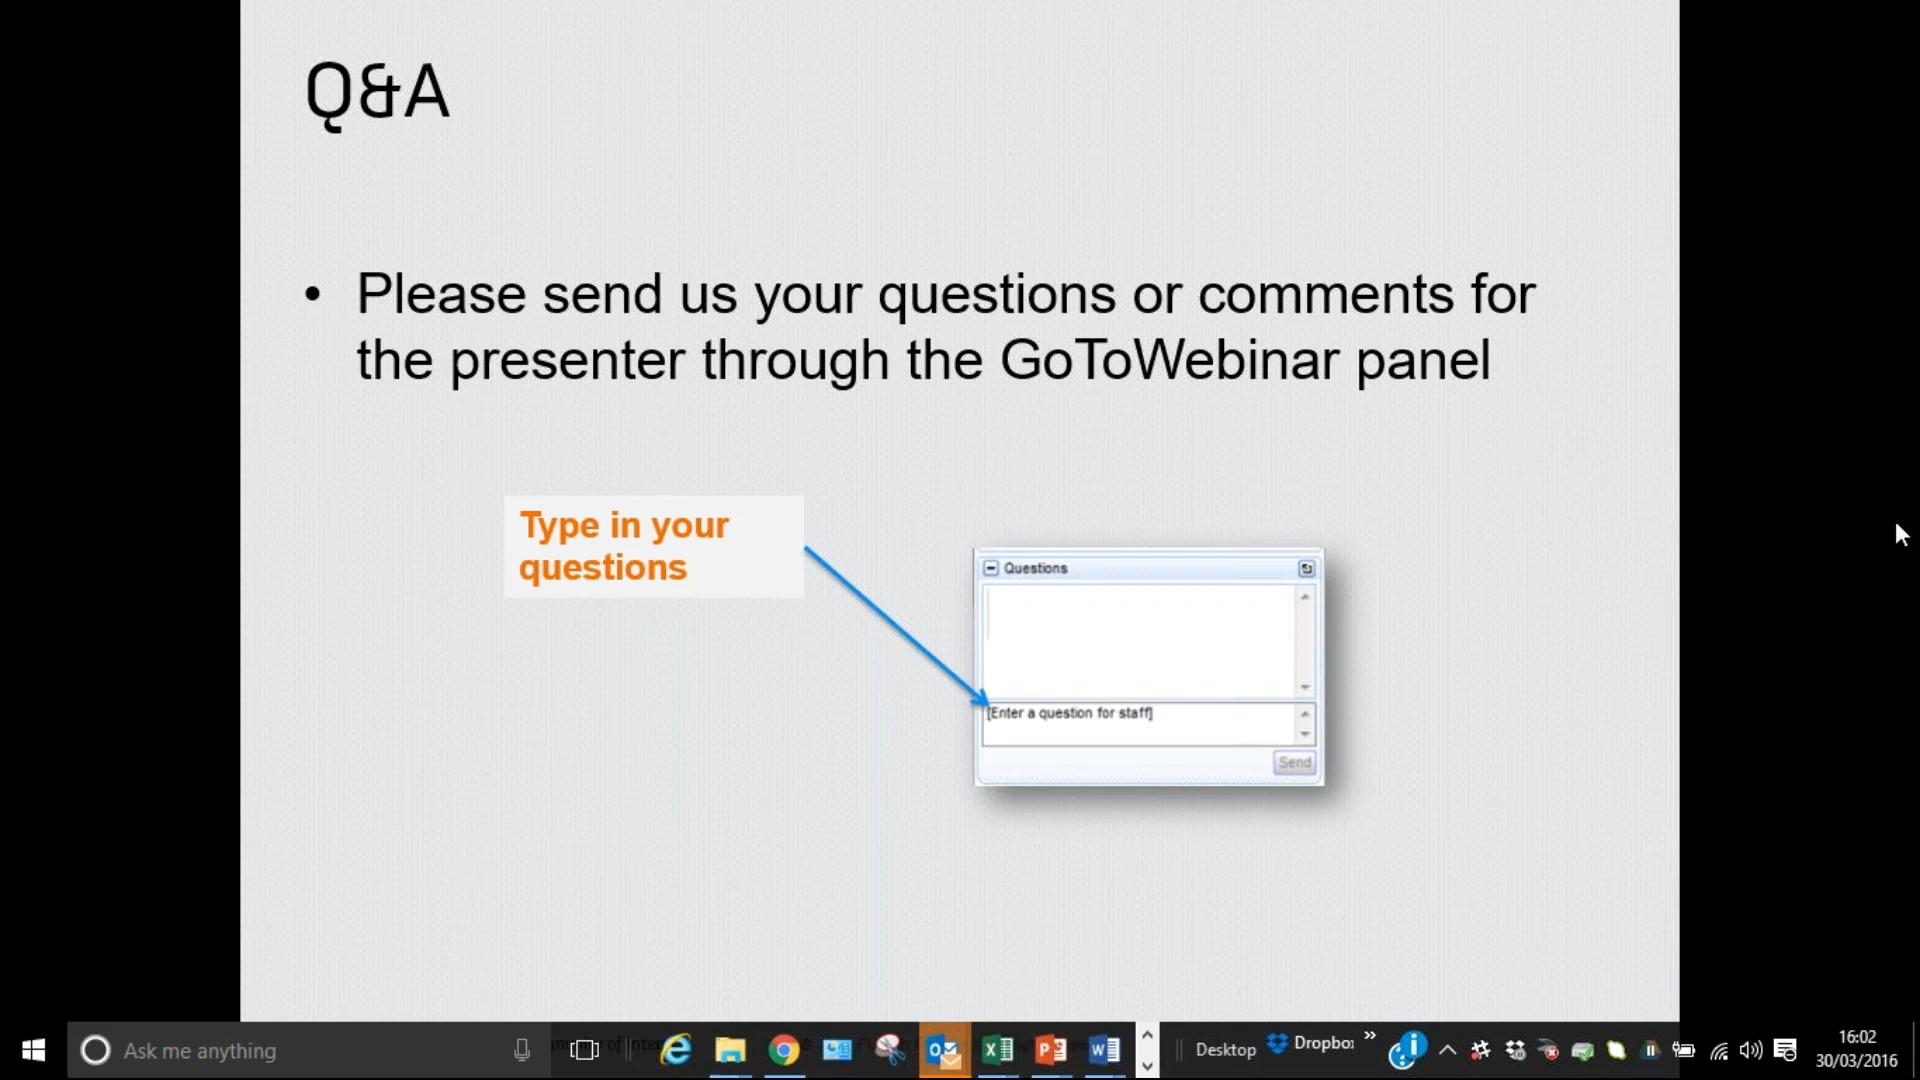 Q&A
• Please send us your questions or comments for
the presenter through the GoToWebinar panel
Type in your
questions
Questions
[Enter a question for staff]
Send
Ask me anything
Desktop
Dropbo
16:02
30/03/2016